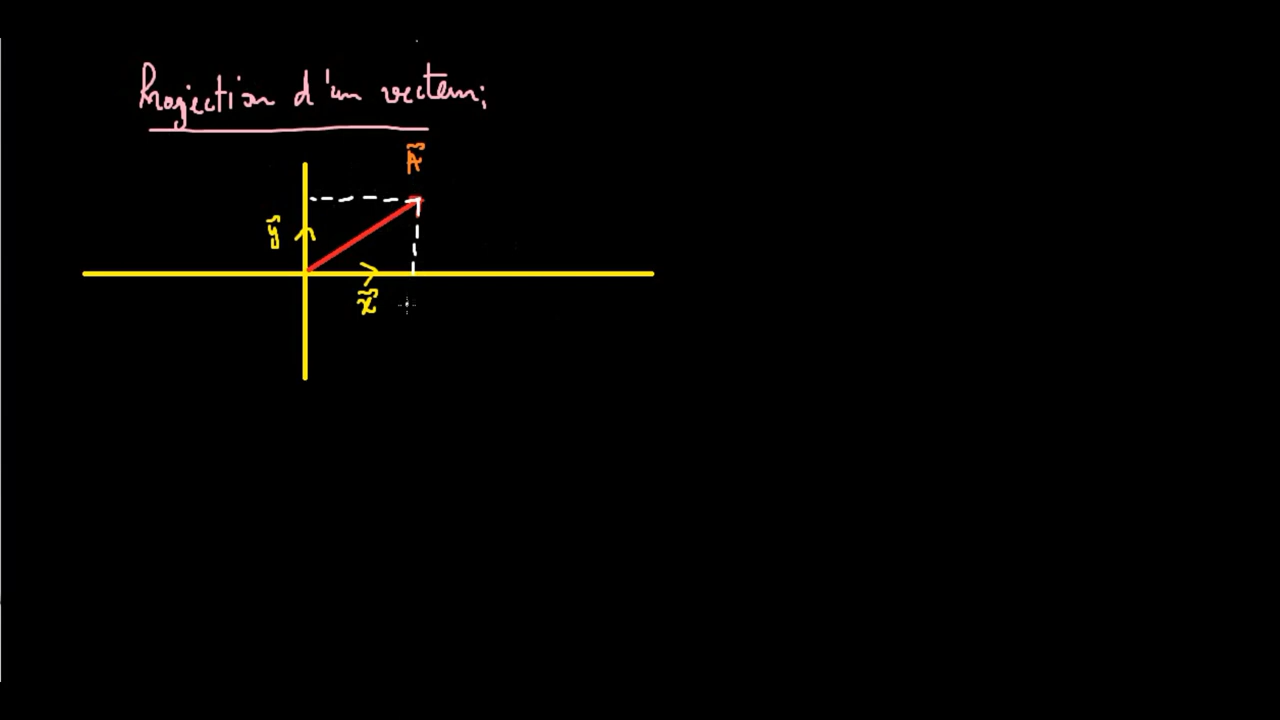 Projection d'un vecteur;
A⃗
y⃗
x⃗